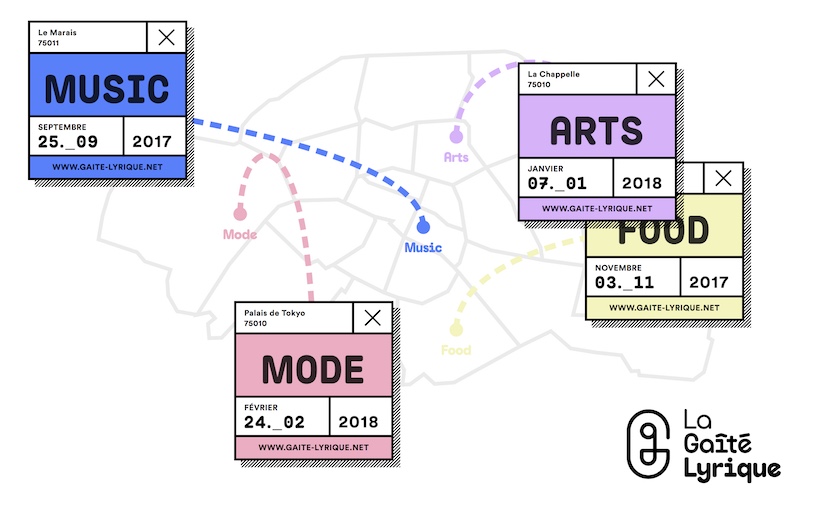 Le Marais
75011
MUSIC
SEPTEMBRE
25._09
2017
WWW.GAITE-LYRIQUE.NET
La Chappelle
75010
ARTS
JANVIER
07._01
2018
WWW.GAITE-LYRIQUE.NET
FOOD
NOVEMBRE
03._11
2017
WWW.GAITE-LYRIQUE.NET
Arts
Mode
Music
Food
Palais de Tokyo
75010
MODE
FÉVRIER
24._02
2018
WWW.GAITE-LYRIQUE.NET
La
Gaîté
Lyrique